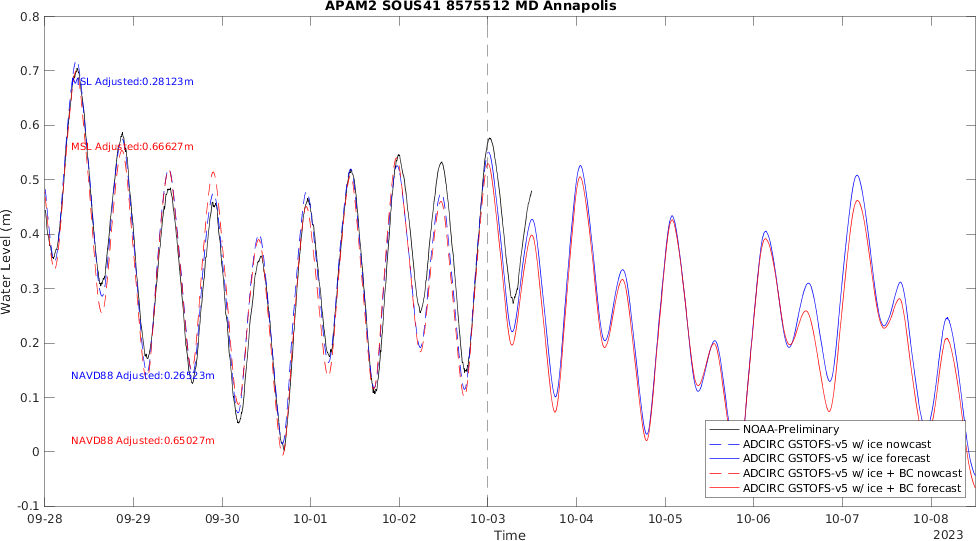 APAM2 SOUS41 8575512 MD Annapolis
0.8
0.7
0.6
0.5
0.4
0.3
0.2
0.1
0
-0.1
Water Level (m)
MSL Adjusted:0.28123m
MSL Adjusted:0.66627m
NAVD88 Adjusted:0.26523m
NAVD88 Adjusted:0.65027m
NOAA-Preliminary
ADCIRC GSTOFS-v5 w/ ice nowcast
ADCIRC GSTOFS-v5 w/ ice forecast
ADCIRC GSTOFS-v5 w/ ice + BC nowcast
ADCIRC GSTOFS-v5 w/ ice + BC forecast
09-28 09-29 09-30 10-01 10-02 10-03 10-04 10-05 10-06 10-07 10-08
Time
2023